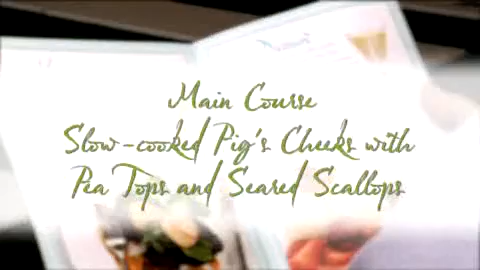 Main Course
Slow-cooked Pig's Cheeks with
Pea Tops and Seared Scallops